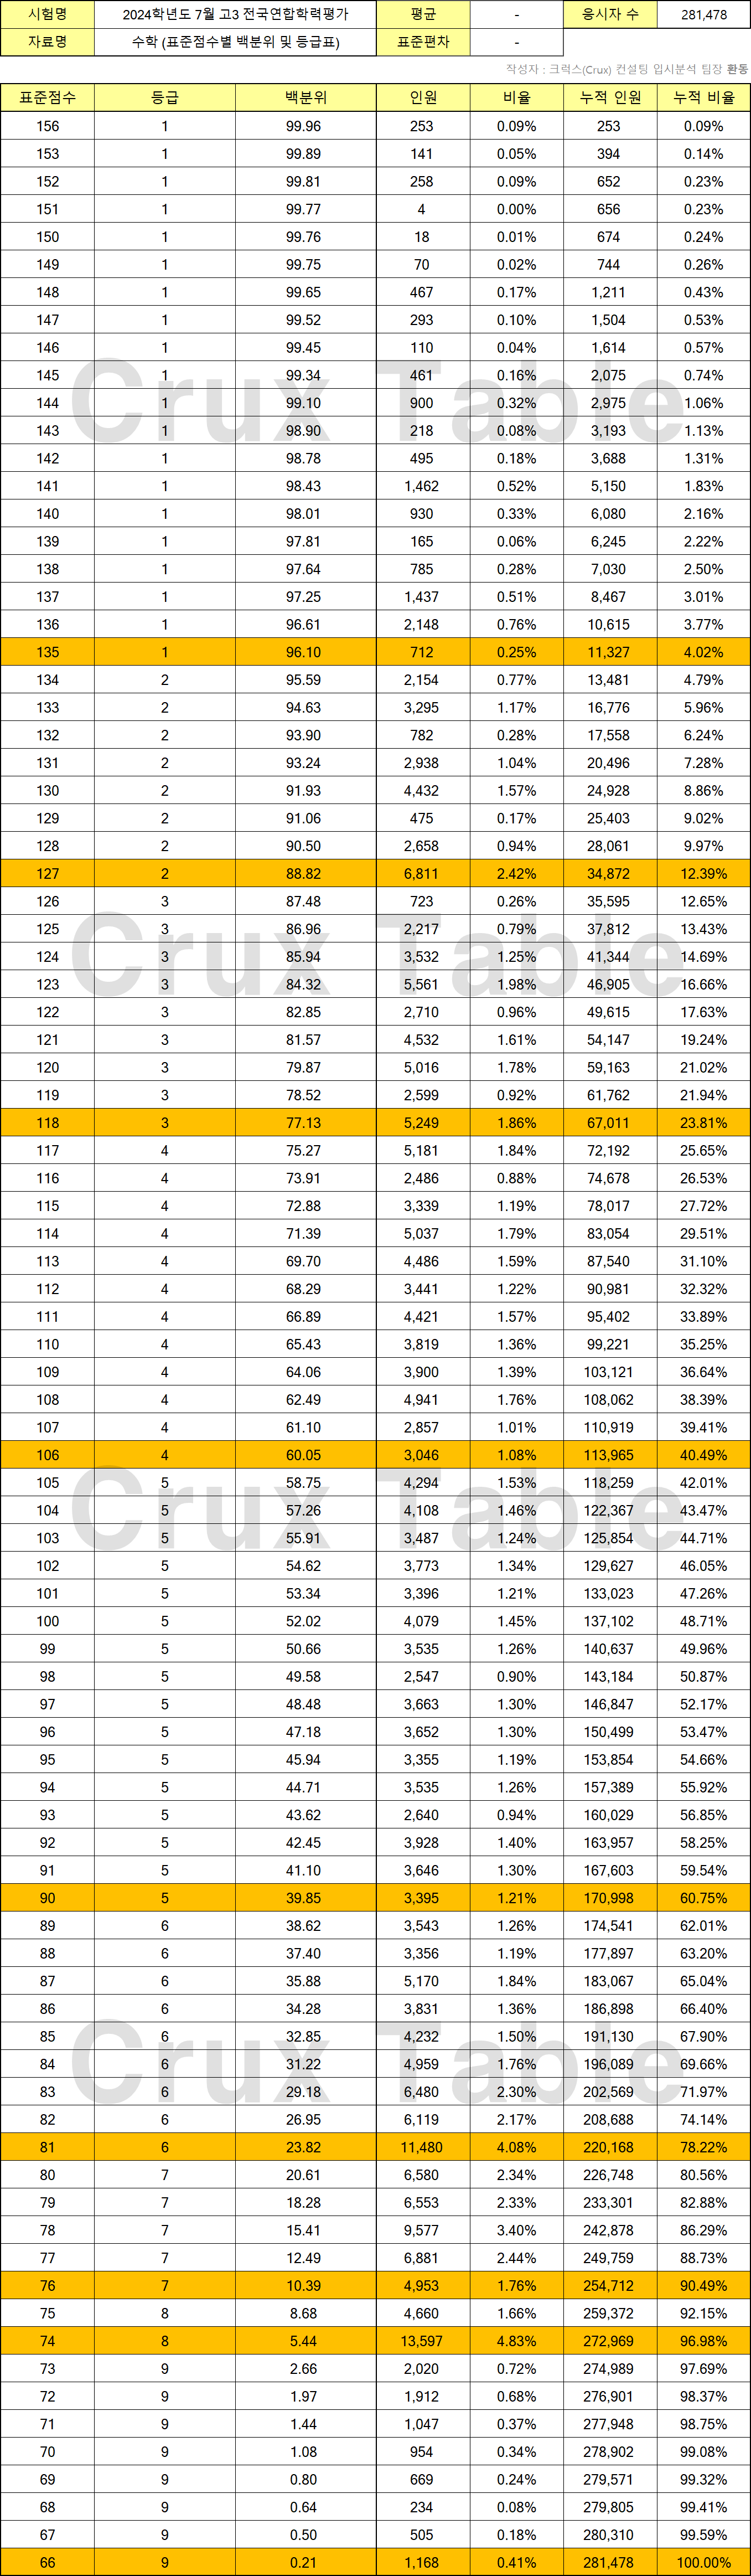 시험명 2024학년도 7월 고3 전국연합학력평가 평균 - 응시자 수 281,478
자료명 수학 (표준점수별 백분위 및 등급표) 표준편차 -
작성자 : 크럭스(Crux) 컨설팅 입시분석 팀장 환동
표준점수 등급 백분위 인원 비율 누적 인원 누적 비율
156 1 99.96 253 0.09% 253 0.09%
153 1 99.89 141 0.05% 394 0.14%
152 1 99.81 258 0.09% 652 0.23%
151 1 99.77 4 0.00% 656 0.23%
150 1 99.76 18 0.01% 674 0.24%
149 1 99.75 70 0.02% 744 0.26%
148 1 99.65 467 0.17% 1,211 0.43%
147 1 99.52 293 0.10% 1,504 0.53%
146 1 99.45 110 0.04% 1,614 0.57%
145 1 99.34 461 0.16% 2,075 0.74%
144 1 99.10 900 0.32% 2,975 1.06%
143 1 98.90 218 0.08% 3,193 1.13%
142 1 98.78 495 0.18% 3,688 1.31%
141 1 98.43 1,462 0.52% 5,150 1.83%
140 1 98.01 930 0.33% 6,080 2.16%
139 1 97.81 165 0.06% 6,245 2.22%
138 1 97.64 785 0.28% 7,030 2.50%
137 1 97.25 1,437 0.51% 8,467 3.01%
136 1 96.61 2,148 0.76% 10,615 3.77%
135 1 96.10 712 0.25% 11,327 4.02%
134 2 95.59 2,154 0.77% 13,481 4.79%
133 2 94.63 3,295 1.17% 16,776 5.96%
132 2 93.90 782 0.28% 17,558 6.24%
131 2 93.24 2,938 1.04% 20,496 7.28%
130 2 91.93 4,432 1.57% 24,928 8.86%
129 2 91.06 475 0.17% 25,403 9.02%
128 2 90.50 2,658 0.94% 28,061 9.97%
127 2 88.82 6,811 2.42% 34,872 12.39%
126 3 87.48 723 0.26% 35,595 12.65%
125 3 86.96 2,217 0.79% 37,812 13.43%
124 3 85.94 3,532 1.25% 41,344 14.69%
123 3 84.32 5,561 1.98% 46,905 16.66%
122 3 82.85 2,710 0.96% 49,615 17.63%
121 3 81.57 4,532 1.61% 54,147 19.24%
120 3 79.87 5,016 1.78% 59,163 21.02%
119 3 78.52 2,599 0.92% 61,762 21.94%
118 3 77.13 5,249 1.86% 67,011 23.81%
117 4 75.27 5,181 1.84% 72,192 25.65%
116 4 73.91 2,486 0.88% 74,678 26.53%
115 4 72.88 3,339 1.19% 78,017 27.72%
114 4 71.39 5,037 1.79% 83,054 29.51%
113 4 69.70 4,486 1.59% 87,540 31.10%
112 4 68.29 3,441 1.22% 90,981 32.32%
111 4 66.89 4,421 1.57% 95,402 33.89%
110 4 65.43 3,819 1.36% 99,221 35.25%
109 4 64.06 3,900 1.39% 103,121 36.64%
108 4 62.49 4,941 1.76% 108,062 38.39%
107 4 61.10 2,857 1.01% 110,919 39.41%
106 4 60.05 3,046 1.08% 113,965 40.49%
105 5 58.75 4,294 1.53% 118,259 42.01%
104 5 57.26 4,108 1.46% 122,367 43.47%
103 5 55.91 3,487 1.24% 125,854 44.71%
102 5 54.62 3,773 1.34% 129,627 46.05%
101 5 53.34 3,396 1.21% 133,023 47.26%
100 5 52.02 4,079 1.45% 137,102 48.71%
99 5 50.66 3,535 1.26% 140,637 49.96%
98 5 49.58 2,547 0.90% 143,184 50.87%
97 5 48.48 3,663 1.30% 146,847 52.17%
96 5 47.18 3,652 1.30% 150,499 53.47%
95 5 45.94 3,355 1.19% 153,854 54.66%
94 5 44.71 3,535 1.26% 157,389 55.92%
93 5 43.62 2,640 0.94% 160,029 56.85%
92 5 42.45 3,928 1.40% 163,957 58.25%
91 5 41.10 3,646 1.30% 167,603 59.54%
90 5 39.85 3,395 1.21% 170,998 60.75%
89 6 38.62 3,543 1.26% 174,541 62.01%
88 6 37.40 3,356 1.19% 177,897 63.20%
87 6 35.88 5,170 1.84% 183,067 65.04%
86 6 34.28 3,831 1.36% 186,898 66.40%
85 6 32.85 4,232 1.50% 191,130 67.90%
84 6 31.22 4,959 1.76% 196,089 69.66%
83 6 29.18 6,480 2.30% 202,569 71.97%
82 6 26.95 6,119 2.17% 208,688 74.14%
81 6 23.82 11,480 4.08% 220,168 78.22%
80 7 20.61 6,580 2.34% 226,748 80.56%
79 7 18.28 6,553 2.33% 233,301 82.88%
78 7 15.41 9,577 3.40% 242,878 86.29%
77 7 12.49 6,881 2.44% 249,759 88.73%
76 7 10.39 4,953 1.76% 254,712 90.49%
75 8 8.68 4,660 1.66% 259,372 92.15%
74 8 5.44 13,597 4.83% 272,969 96.98%
73 9 2.66 2,020 0.72% 274,989 97.69%
72 9 1.97 1,912 0.68% 276,901 98.37%
71 9 1.44 1,047 0.37% 277,948 98.75%
70 9 1.08 954 0.34% 278,902 99.08%
69 9 0.80 669 0.24% 279,571 99.32%
68 9 0.64 234 0.08% 279,805 99.41%
67 9 0.50 505 0.18% 280,310 99.59%
66 9 0.21 1,168 0.41% 281,478 100.00%
Crux Table
Crux Table
Crux Table
Crux Table